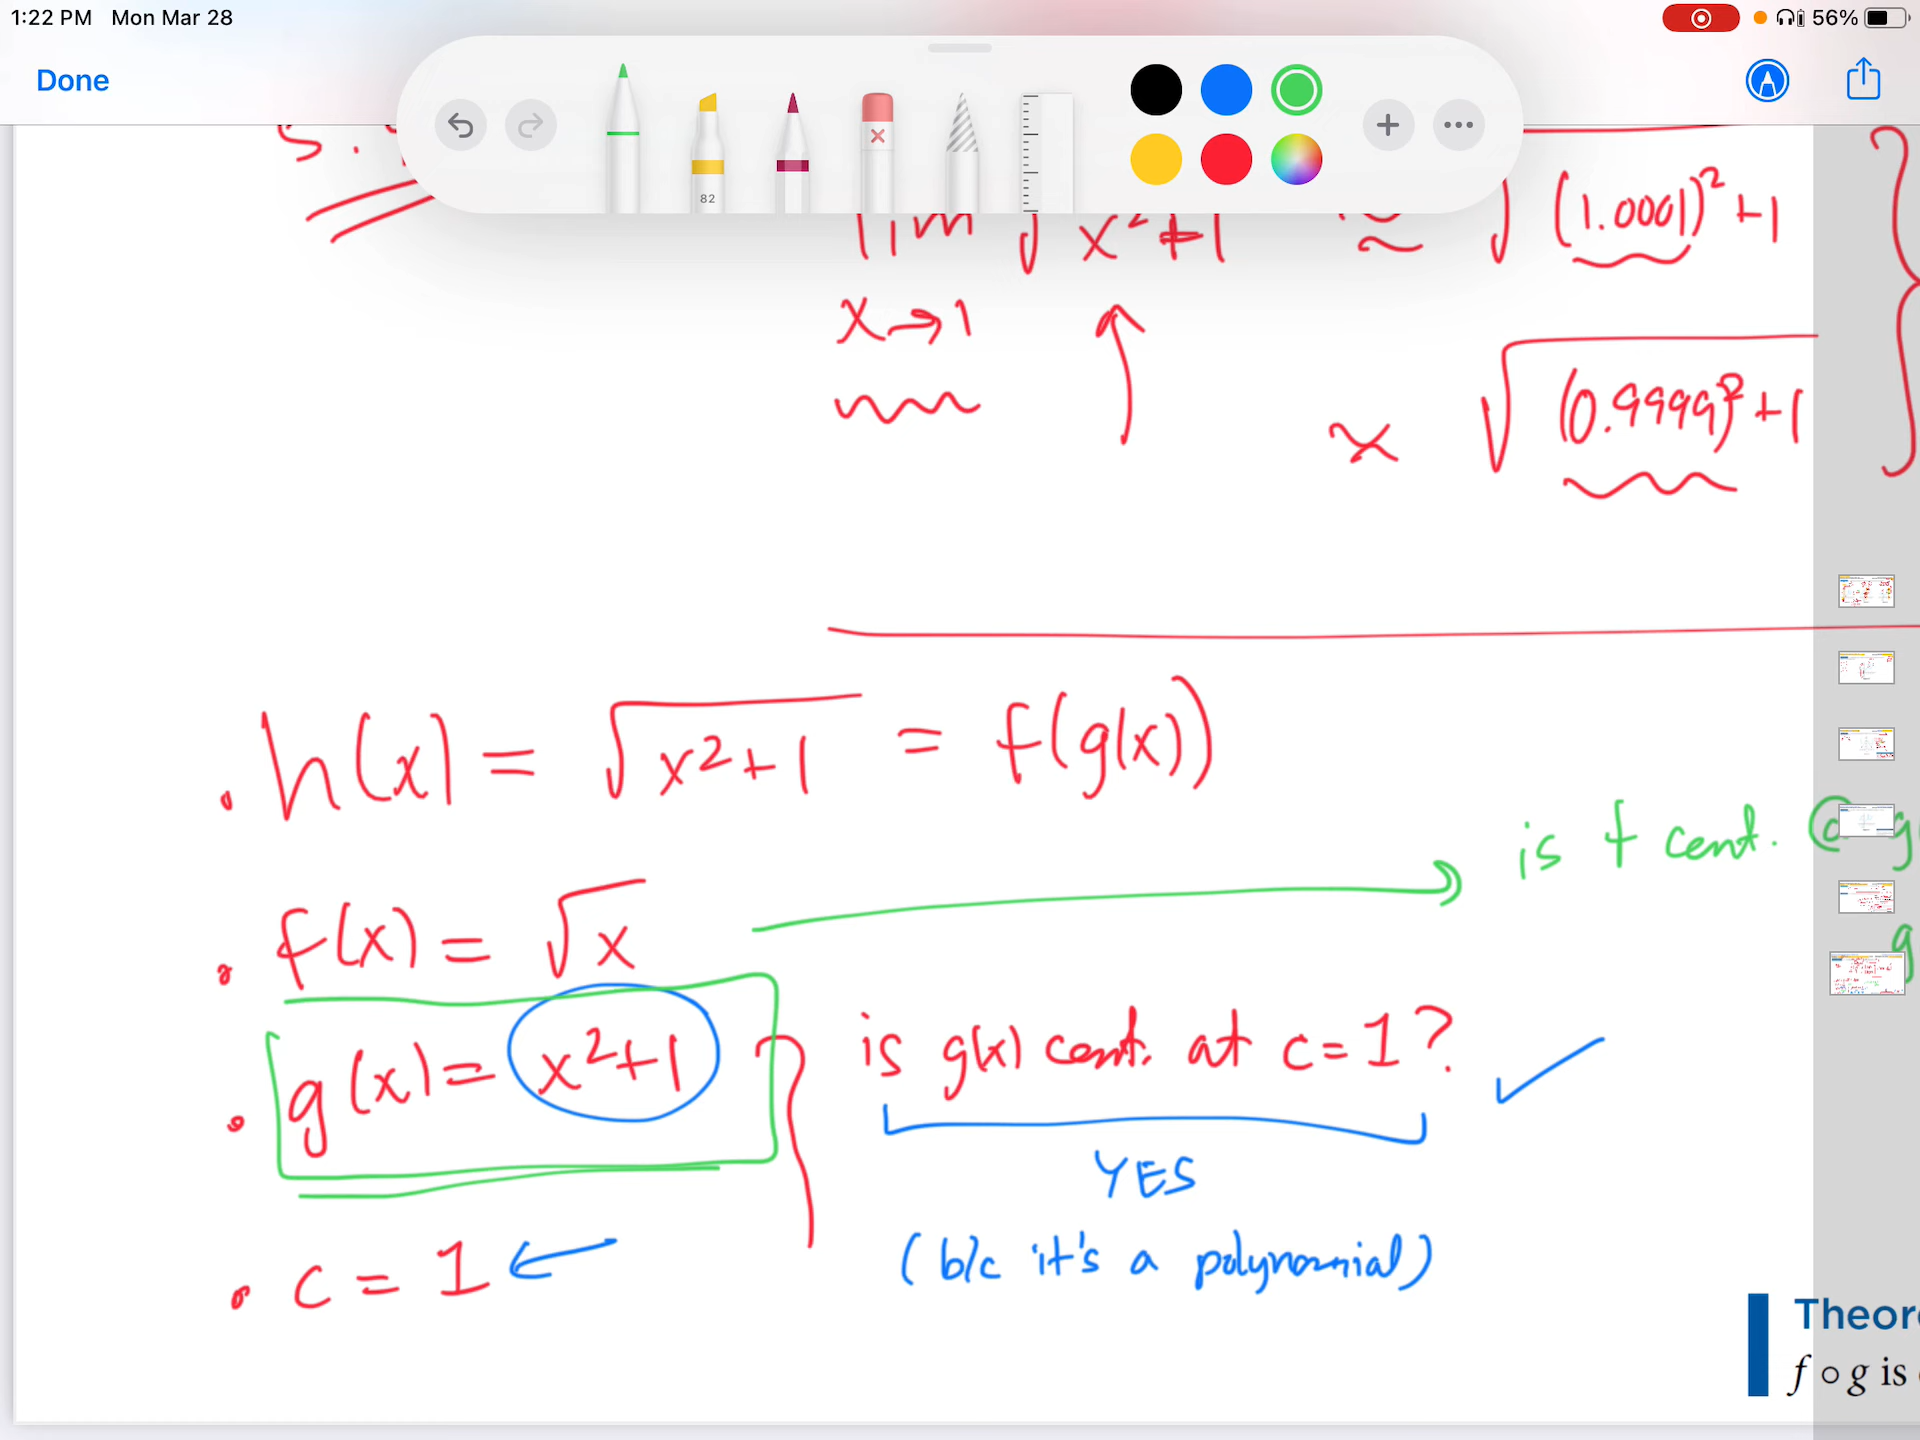 1:22 PM Mon Mar 28
56%
Done
82
S.
lim √x²+1 ≈ √(1.0001)²+1
x→1
≈ √(0.9999)²+1
• h(x) = √x²+1 = f(g(x))
is f cont. @ g
• f(x) = √x
g
• g(x) = x²+1
is g(x) cont. at c=1?
YES
(b/c it's a polynomial)
• c = 1
Theor
f ∘ g is